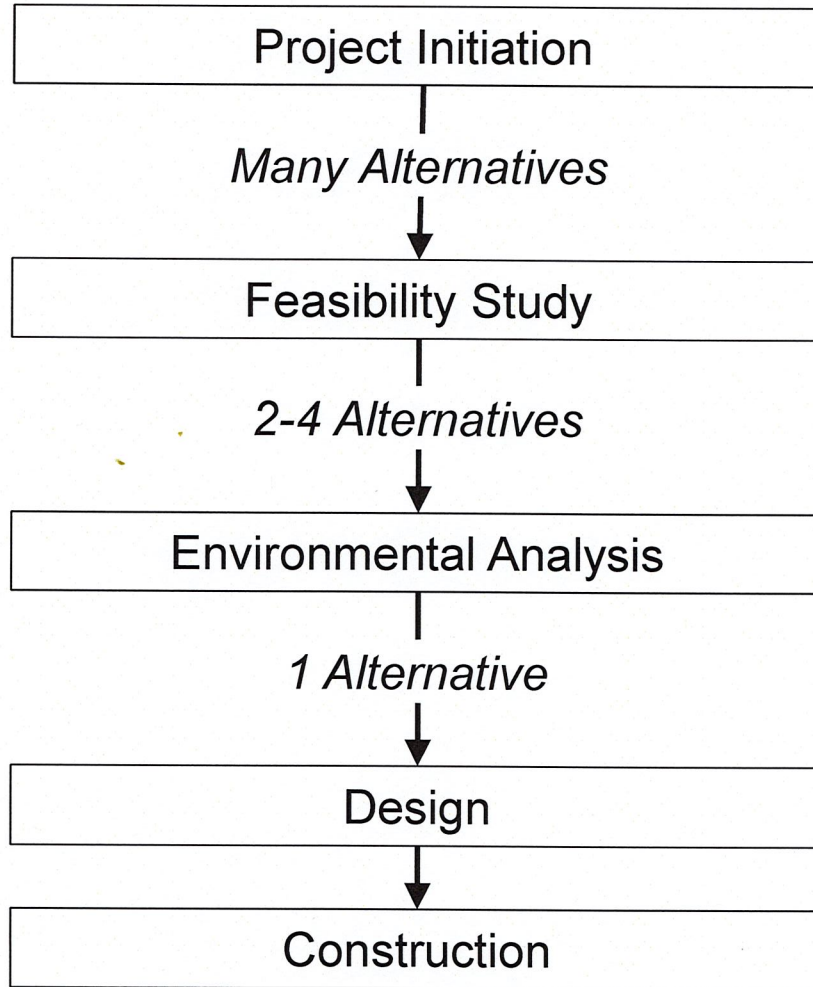 Project Initiation
Many Alternatives
Feasibility Study
2-4 Alternatives
Environmental Analysis
1 Alternative
Design
Construction